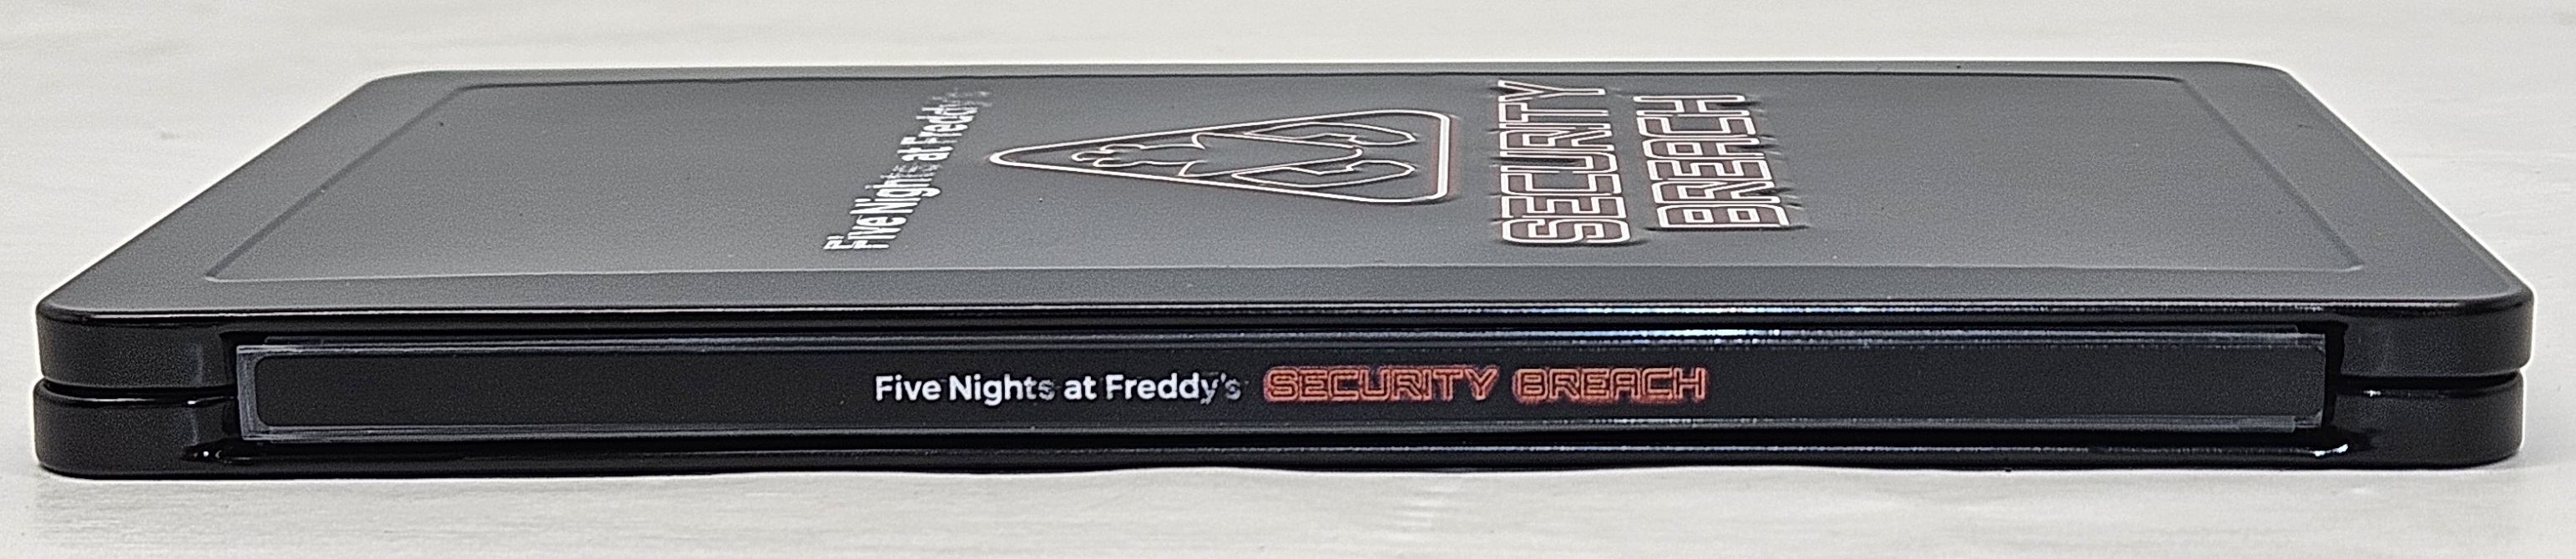 Five Nights at Freddy's
SECURITY
BREACH
Five Nights at Freddy's SECURITY BREACH